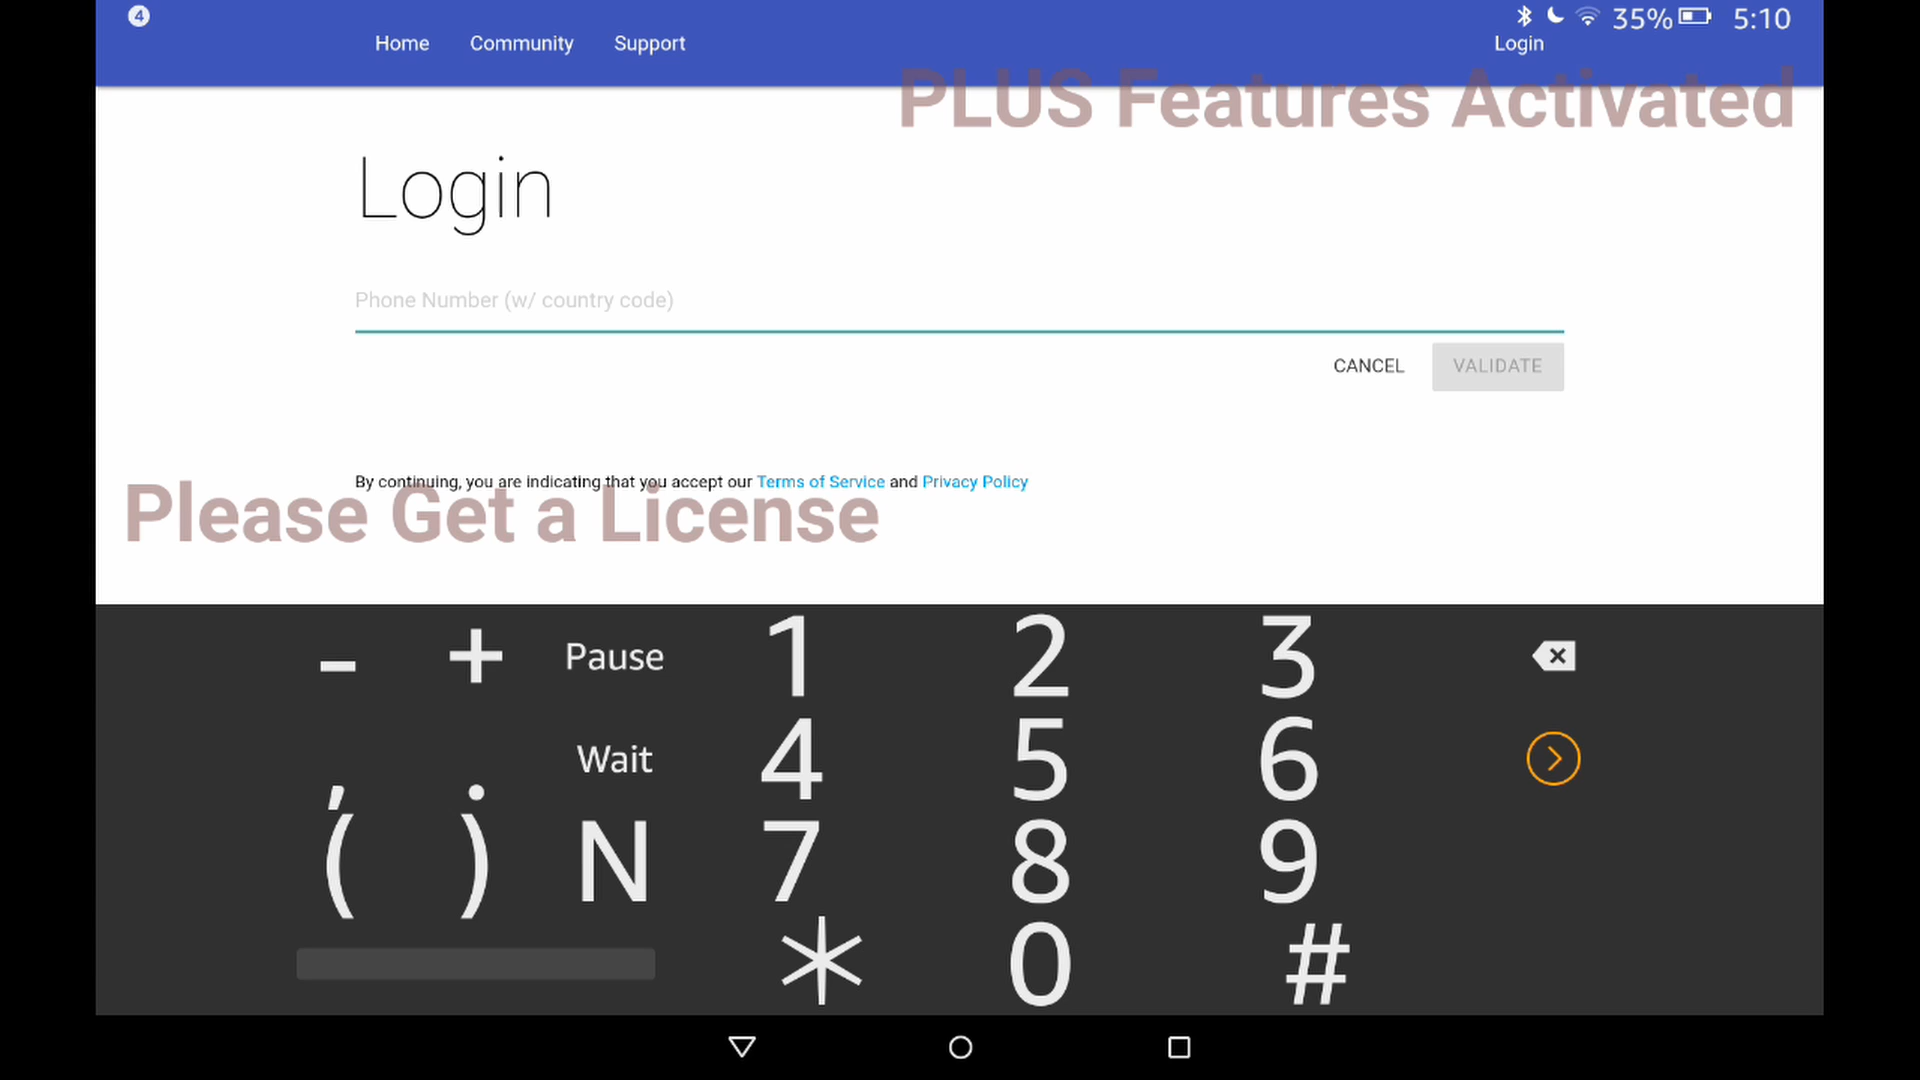 4
35% 5:10
Home Community Support Login
PLUS Features Activated
Login
Phone Number (w/ country code)
CANCEL VALIDATE
By continuing, you are indicating that you accept our Terms of Service and Privacy Policy
Please Get a License
- + Pause 1 2 3
, . Wait 4 5 6
( ) N 7 8 9
* 0 #